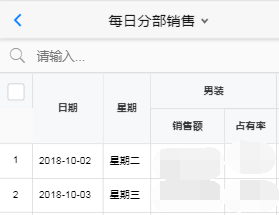 每日分部销售
请输入...
日期 星期 男装
销售额 占有率
1 2018-10-02 星期二
2 2018-10-03 星期三